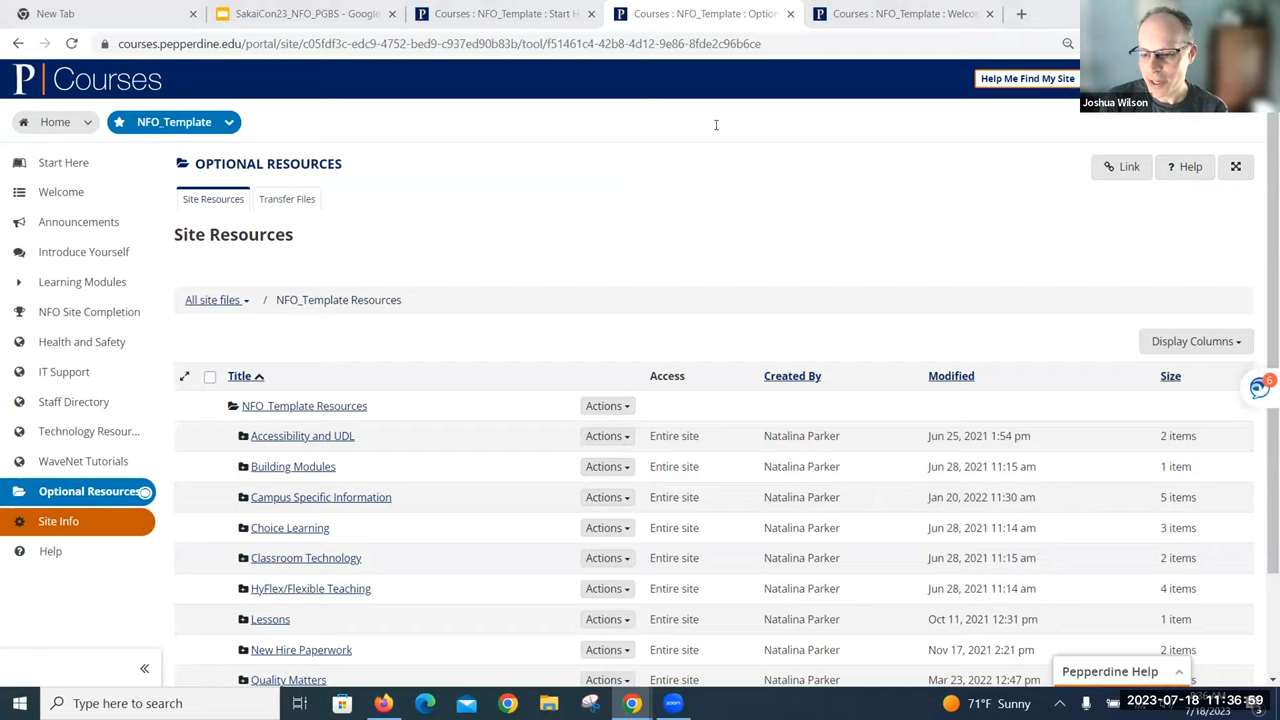 New Tab
SakaiCon23_NFO_PGBS - Google
Courses : NFO_Template : Start H
Courses : NFO_Template : Option
Courses : NFO_Template : Welcor
courses.pepperdine.edu/portal/site/c05fdf3c-edc9-4752-bed9-c937ed90b83b/tool/f51461c4-42b8-4d12-9e86-8fde2c96b6ce
P | Courses
Help Me Find My Site
Joshua Wilson
Home
NFO_Template
Start Here
Welcome
Announcements
Introduce Yourself
Learning Modules
NFO Site Completion
Health and Safety
IT Support
Staff Directory
Technology Resour...
WaveNet Tutorials
Optional Resources
Site Info
Help
OPTIONAL RESOURCES
Link
? Help
Site Resources
Transfer Files
Site Resources
All site files / NFO_Template Resources
Display Columns
Title Access Created By Modified Size
NFO_Template Resources Actions
Accessibility and UDL Actions Entire site Natalina Parker Jun 25, 2021 1:54 pm 2 items
Building Modules Actions Entire site Natalina Parker Jun 28, 2021 11:15 am 1 item
Campus Specific Information Actions Entire site Natalina Parker Jan 20, 2022 11:30 am 5 items
Choice Learning Actions Entire site Natalina Parker Jun 28, 2021 11:14 am 3 items
Classroom Technology Actions Entire site Natalina Parker Jun 28, 2021 11:15 am 2 items
HyFlex/Flexible Teaching Actions Entire site Natalina Parker Jun 28, 2021 11:14 am 4 items
Lessons Actions Entire site Natalina Parker Oct 11, 2021 12:31 pm 1 item
New Hire Paperwork Actions Entire site Natalina Parker Nov 17, 2021 2:21 pm 2 items
Quality Matters Actions Entire site Natalina Parker Mar 23, 2022 12:47 pm
6
Pepperdine Help
Type here to search
71°F Sunny
2023-07-18 11:36:59
7/18/2023